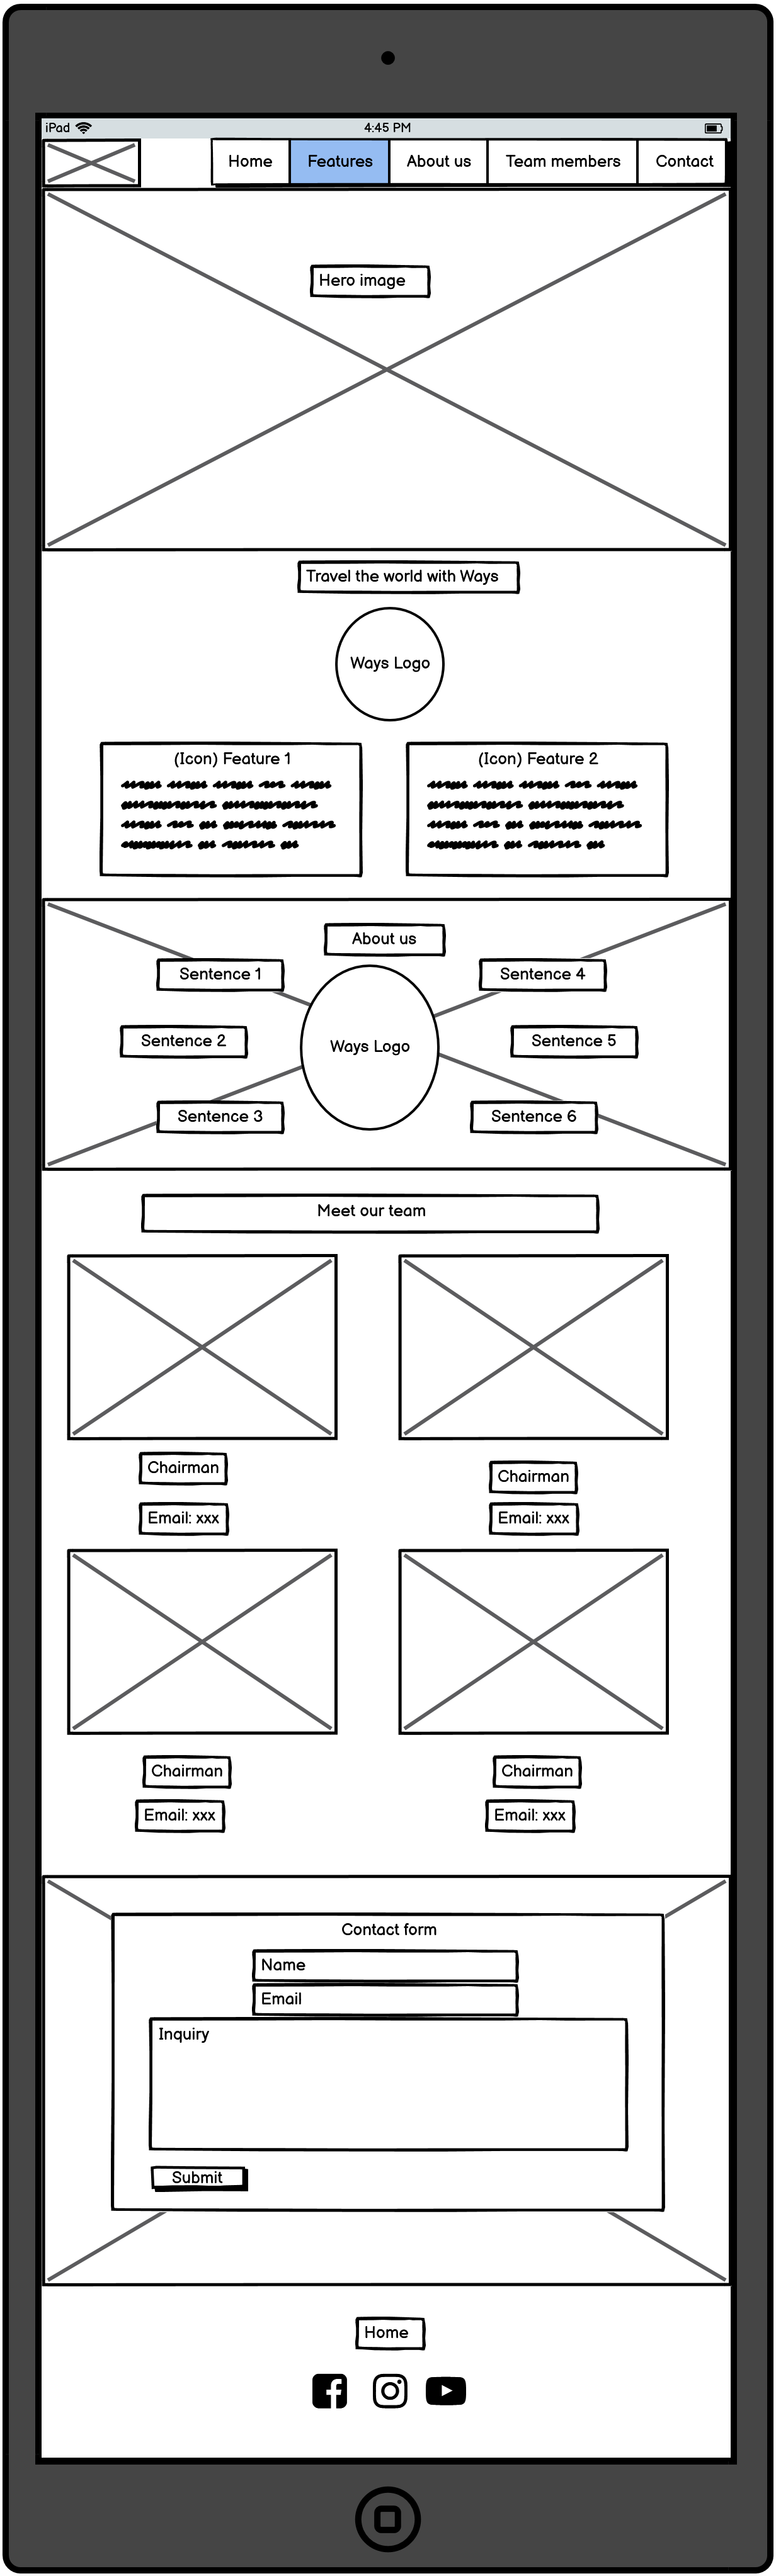 iPad 4:45 PM
Home Features About us Team members Contact
Hero image
Travel the world with Ways
Ways Logo
(Icon) Feature 1
(Icon) Feature 2
About us
Sentence 1
Sentence 4
Ways Logo
Sentence 2
Sentence 5
Sentence 3
Sentence 6
Meet our team
Chairman
Chairman
Email: xxx
Email: xxx
Chairman
Chairman
Email: xxx
Email: xxx
Contact form
Name
Email
Inquiry
Submit
Home